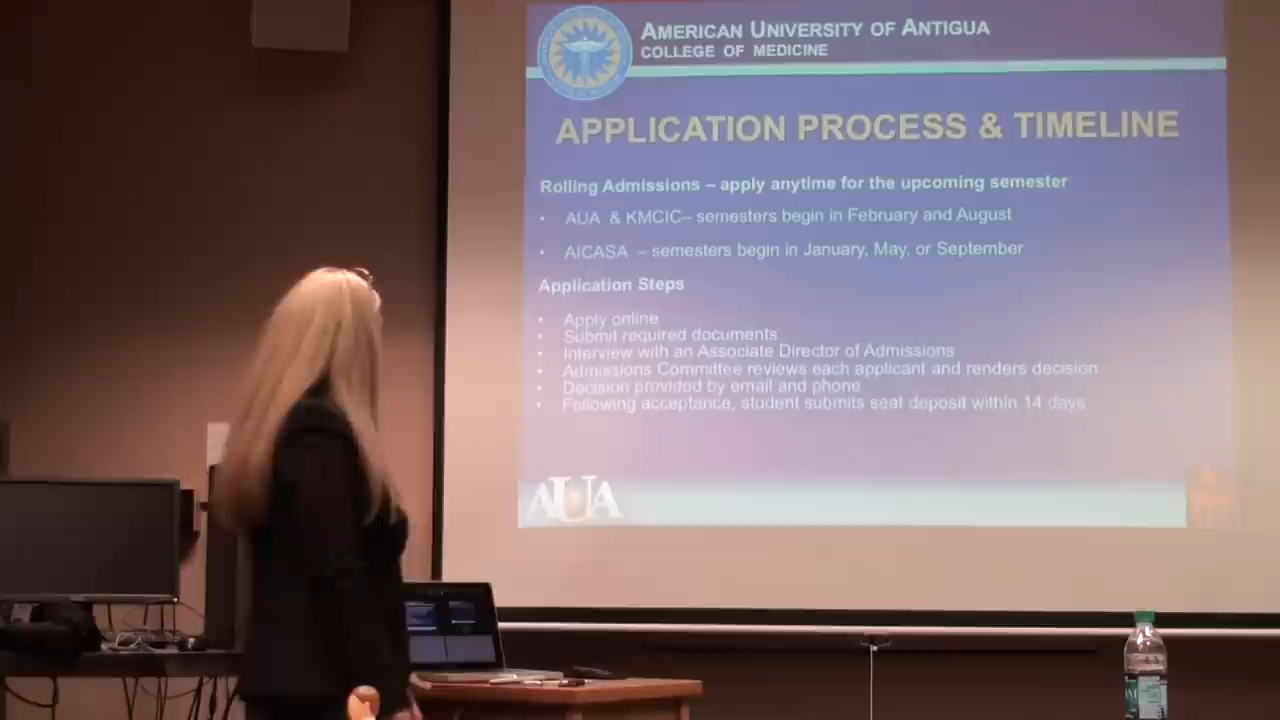 AMERICAN UNIVERSITY OF ANTIGUA
COLLEGE OF MEDICINE
APPLICATION PROCESS & TIMELINE
Rolling Admissions – apply anytime for the upcoming semester
• AUA & KMCIC– semesters begin in February and August
• AICASA – semesters begin in January, May, or September
Application Steps
• Apply online
• Submit required documents
• Interview with an Associate Director of Admissions
• Admissions Committee reviews each applicant and renders decision
• Decision provided by email and phone
• Following acceptance, student submits seat deposit within 14 days
AUA